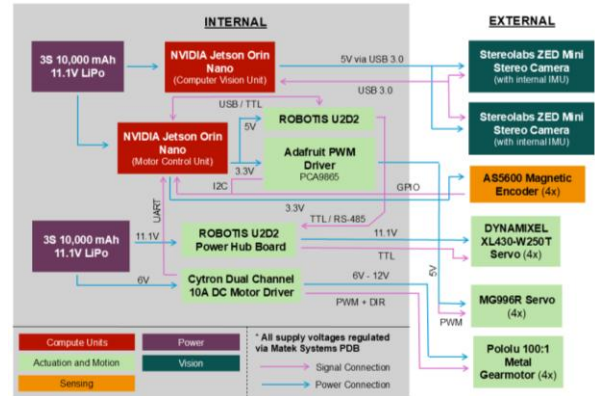 INTERNAL
EXTERNAL
3S 10,000 mAh
11.1V LiPo
NVIDIA Jetson Orin
Nano
(Computer Vision Unit)
5V via USB 3.0
USB 3.0
Stereolabs ZED Mini
Stereo Camera
(with internal IMU)
Stereolabs ZED Mini
Stereo Camera
(with internal IMU)
USB / TTL
5V
ROBOTIS U2D2
NVIDIA Jetson Orin
Nano
(Motor Control Unit)
3.3V
Adafruit PWM
Driver
PCA9865
I2C
GPIO
AS5600 Magnetic
Encoder (4x)
3.3V
UART
TTL / RS-485
3S 10,000 mAh
11.1V LiPo
11.1V
ROBOTIS U2D2
Power Hub Board
11.1V
TTL
DYNAMIXEL
XL430-W250T
Servo (4x)
6V
Cytron Dual Channel
10A DC Motor Driver
6V - 12V
PWM + DIR
5V
PWM
MG996R Servo
(4x)
Pololu 100:1
Metal
Gearmotor (4x)
Compute Units
Power
Actuation and Motion
Vision
Sensing
* All supply voltages regulated
via Matek Systems PDB
Signal Connection
Power Connection